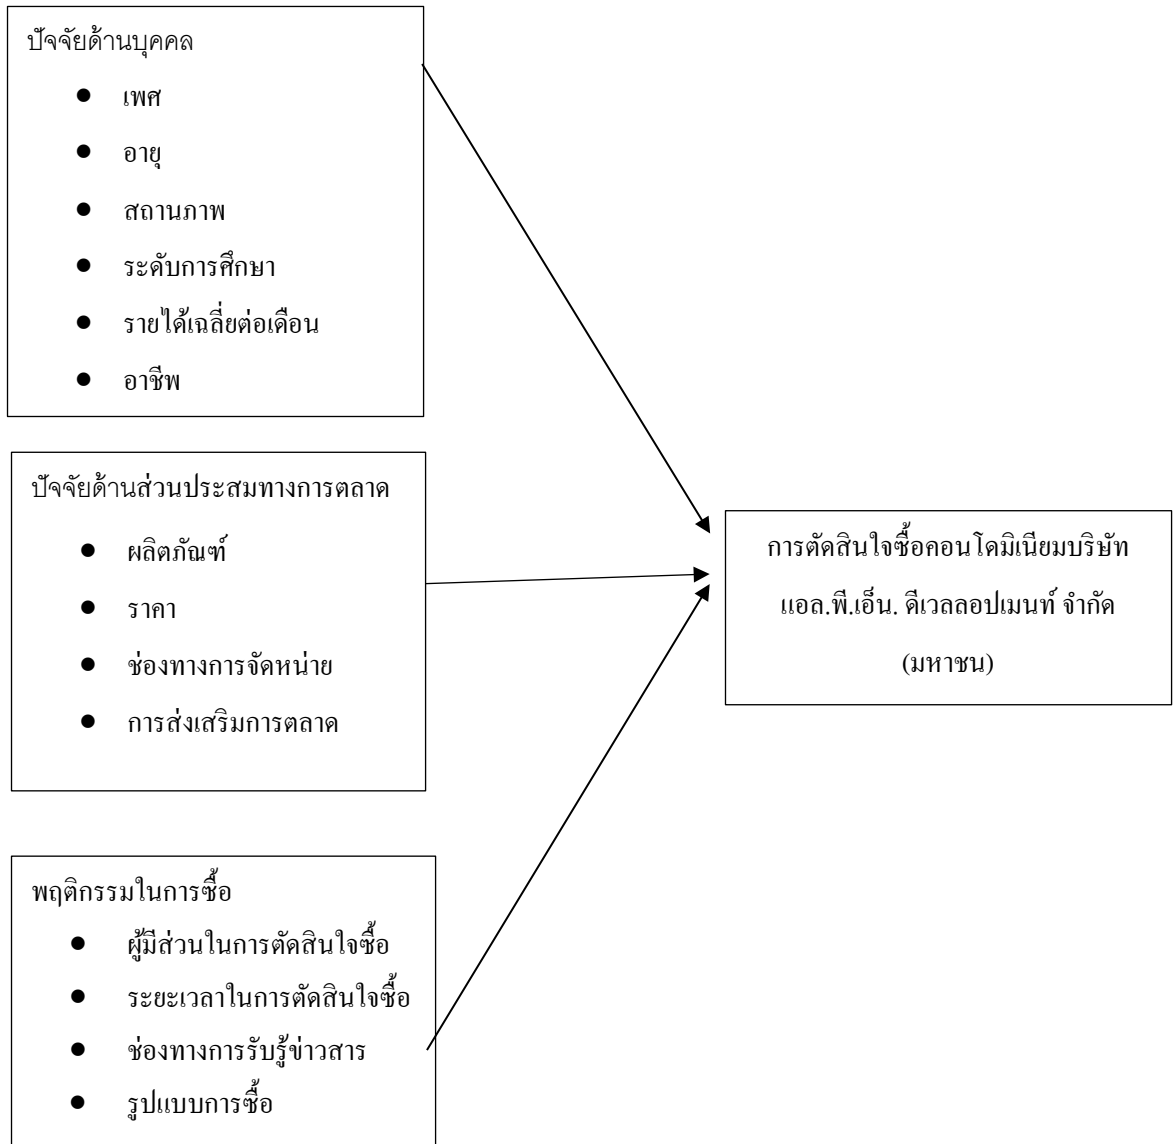 ปัจจัยด้านบุคคล
● เพศ
● อายุ
● สถานภาพ
● ระดับการศึกษา
● รายได้เฉลี่ยต่อเดือน
● อาชีพ
ปัจจัยด้านส่วนประสมทางการตลาด
● ผลิตภัณฑ์
● ราคา
● ช่องทางการจัดหน่าย
● การส่งเสริมการตลาด
พฤติกรรมในการซื้อ
● ผู้มีส่วนในการตัดสินใจซื้อ
● ระยะเวลาในการตัดสินใจซื้อ
● ช่องทางการรับรู้ข่าวสาร
● รูปแบบการซื้อ
การตัดสินใจซื้อคอนโดมิเนียมบริษัท
แอล.พี.เอ็น. ดีเวลลอปเมนท์ จำกัด
(มหาชน)